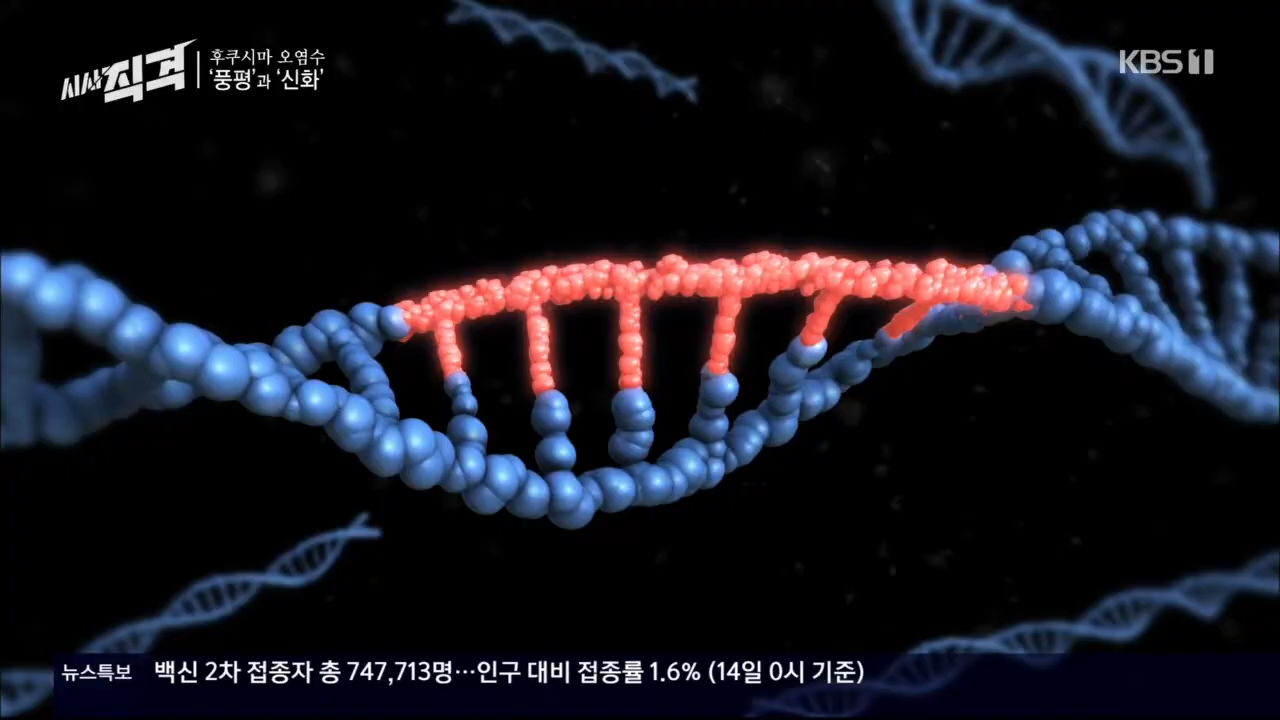 시사 직격
후쿠시마 오염수
‘풍평’과 ‘신화’
KBS 1
뉴스특보 백신 2차 접종자 총 747,713명…인구 대비 접종률 1.6% (14일 0시 기준)